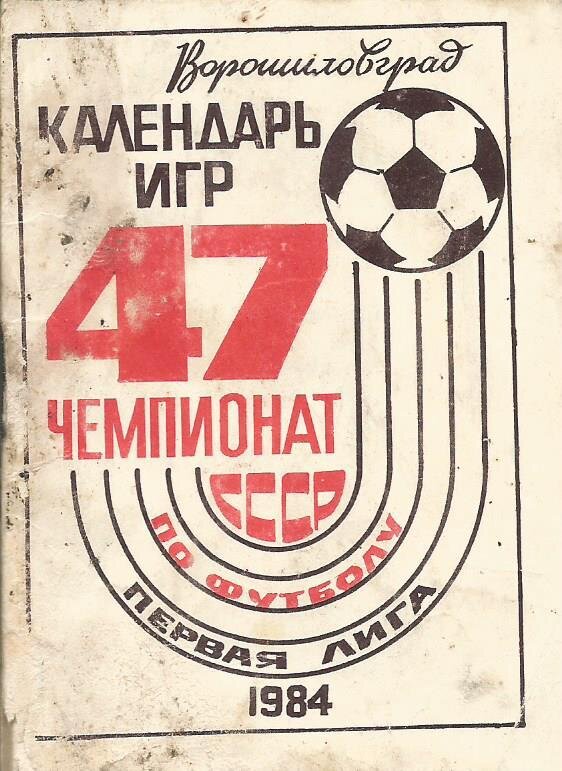 Ворошиловград
КАЛЕНДАРЬ
ИГР
47
ЧЕМПИОНАТ
СССР
ПО ФУТБОЛУ
ПЕРВАЯ ЛИГА
1984